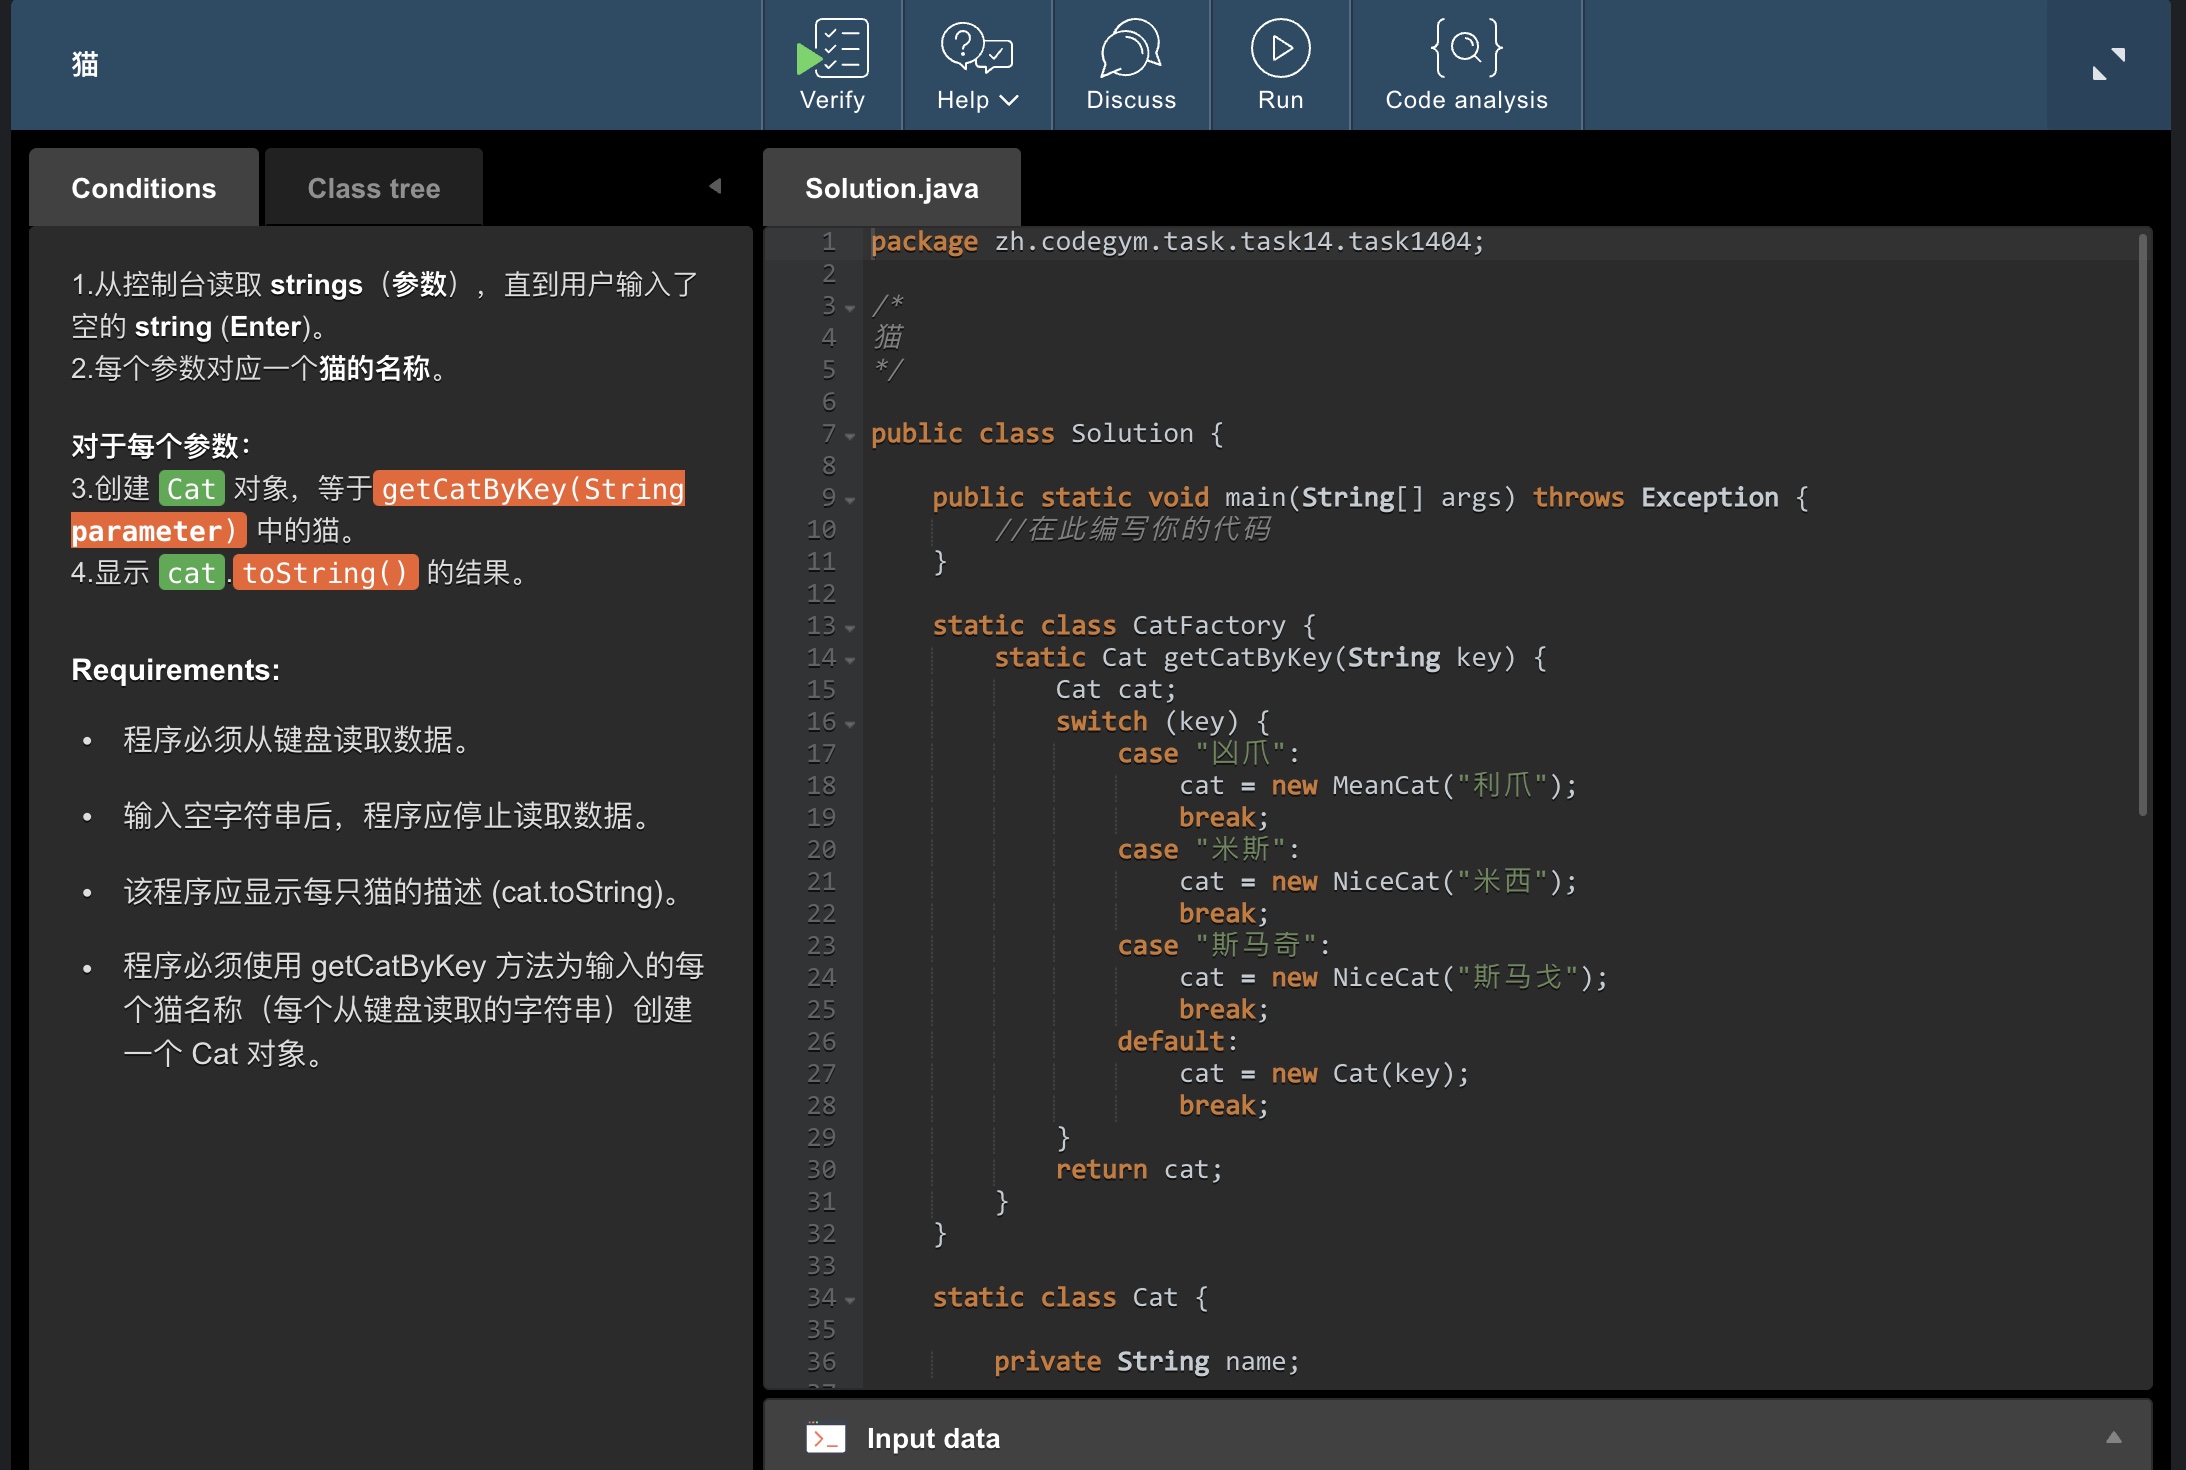 猫
Verify
Help
Discuss
Run
Code analysis
Conditions
Class tree
1.从控制台读取 strings（参数），直到用户输入了
空的 string (Enter)。
2.每个参数对应一个猫的名称。
对于每个参数：
3.创建 Cat 对象，等于 getCatByKey(String
parameter) 中的猫。
4.显示 cat.toString() 的结果。
Requirements:
• 程序必须从键盘读取数据。
• 输入空字符串后，程序应停止读取数据。
• 该程序应显示每只猫的描述 (cat.toString)。
• 程序必须使用 getCatByKey 方法为输入的每
个猫名称（每个从键盘读取的字符串）创建
一个 Cat 对象。
Solution.java
1 package zh.codegym.task.task14.task1404;
2
3 /*
4 猫
5 */
6
7 public class Solution {
8
9     public static void main(String[] args) throws Exception {
10         //在此编写你的代码
11     }
12
13     static class CatFactory {
14         static Cat getCatByKey(String key) {
15             Cat cat;
16             switch (key) {
17                 case "凶爪":
18                     cat = new MeanCat("利爪");
19                     break;
20                 case "米斯":
21                     cat = new NiceCat("米西");
22                     break;
23                 case "斯马奇":
24                     cat = new NiceCat("斯马戈");
25                     break;
26                 default:
27                     cat = new Cat(key);
28                     break;
29             }
30             return cat;
31         }
32     }
33
34     static class Cat {
35
36         private String name;
Input data